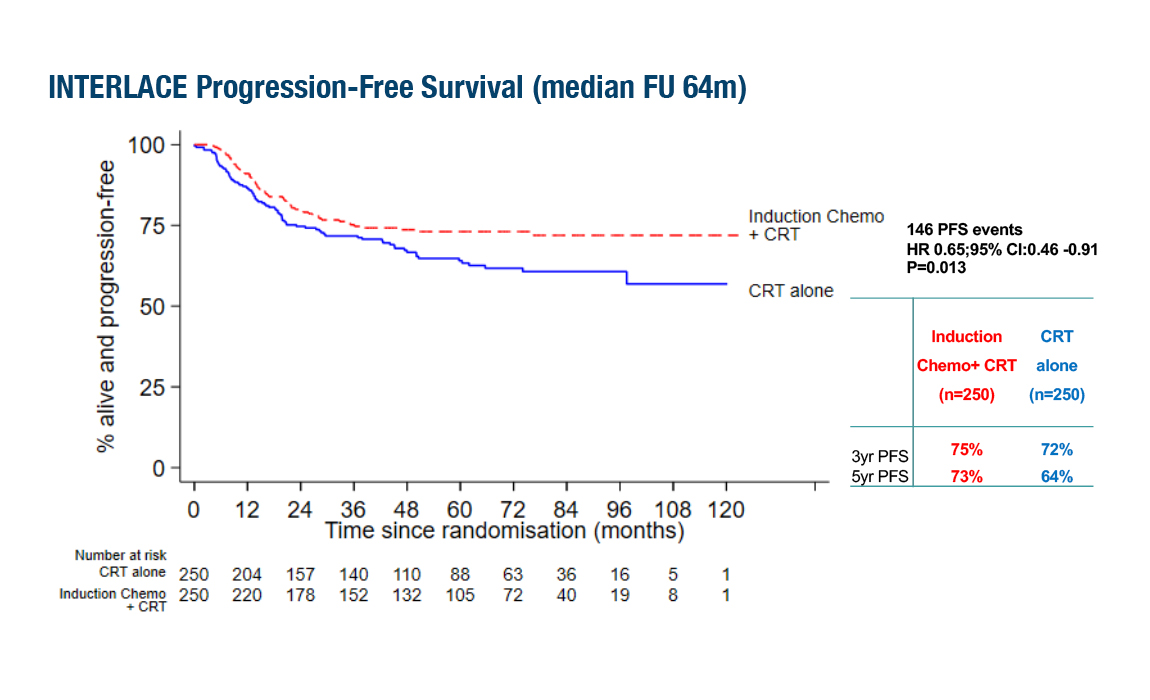 INTERLACE Progression-Free Survival (median FU 64m)
% alive and progression-free
100
75
50
25
0
Induction Chemo
+ CRT
CRT alone
0 12 24 36 48 60 72 84 96 108 120
Time since randomisation (months)
Number at risk
CRT alone 250 204 157 140 110 88 63 36 16 5 1
Induction Chemo 250 220 178 152 132 105 72 40 19 8 1
+ CRT
146 PFS events
HR 0.65;95% CI:0.46 -0.91
P=0.013
Induction CRT
Chemo+ CRT alone
(n=250) (n=250)
3yr PFS 75% 72%
5yr PFS 73% 64%